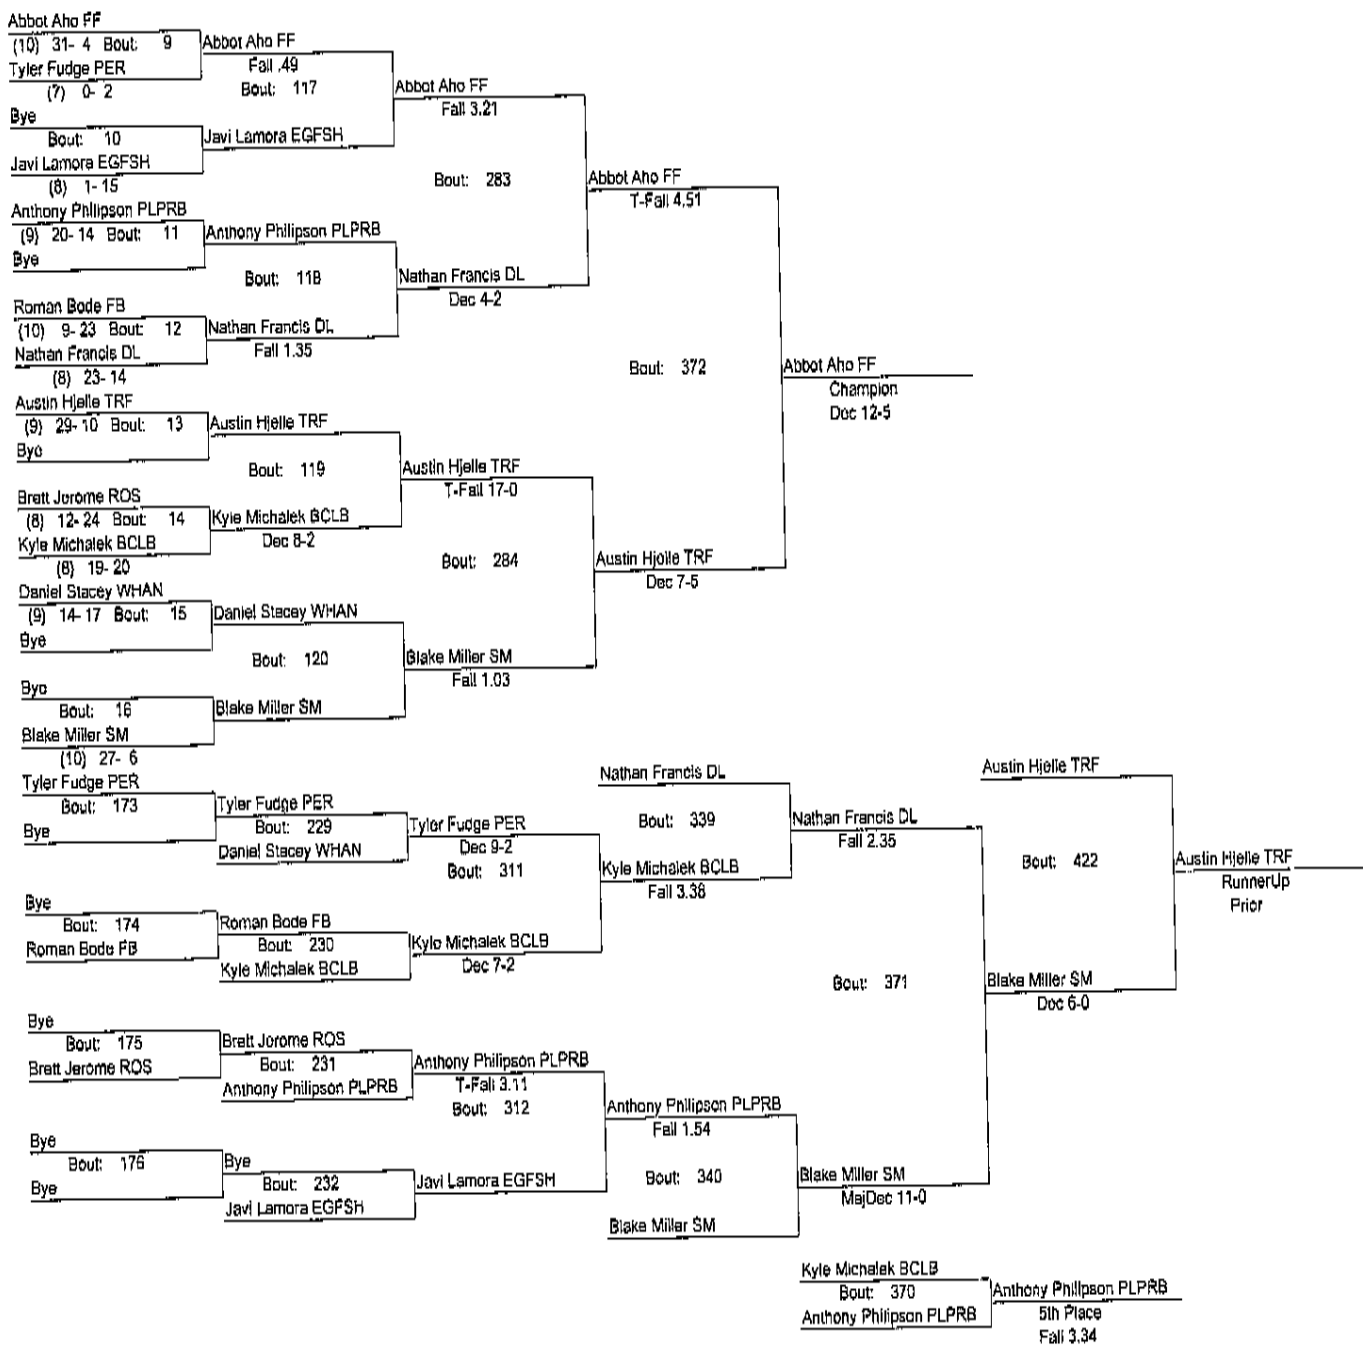 Abbot Aho FF
(10) 31- 4 Bout: 9
Tyler Fudge PER
(7) 0- 2
Bye
Bout: 10
Javi Lamora EGFSH
(8) 1- 15
Anthony Philipson PLPRB
(9) 20- 14 Bout: 11
Bye
Roman Bode FB
(10) 9- 23 Bout: 12
Nathan Francis DL
(8) 23- 14
Austin Hjelle TRF
(9) 29- 10 Bout: 13
Bye
Brett Jerome ROS
(8) 12- 24 Bout: 14
Kyle Michalek BCLB
(8) 19- 20
Daniel Stacey WHAN
(9) 14- 17 Bout: 15
Bye
Bye
Bout: 16
Blake Miller SM
(10) 27- 6
Abbot Aho FF
Fall .49
Bout: 117
Javi Lamora EGFSH
Anthony Philipson PLPRB
Bout: 118
Nathan Francis DL
Fall 1.35
Austin Hjelle TRF
Bout: 119
Kyle Michalek BCLB
Dec 8-2
Daniel Stacey WHAN
Bout: 120
Blake Miller SM
Abbot Aho FF
Fall 3.21
Bout: 283
Nathan Francis DL
Dec 4-2
Austin Hjelle TRF
T-Fall 17-0
Bout: 284
Blake Miller SM
Fall 1.03
Abbot Aho FF
T-Fall 4.51
Bout: 372
Austin Hjelle TRF
Dec 7-5
Abbot Aho FF
Champion
Dec 12-5
Tyler Fudge PER
Bout: 173
Bye
Bye
Bout: 174
Roman Bode FB
Bye
Bout: 175
Brett Jerome ROS
Bye
Bout: 176
Bye
Tyler Fudge PER
Bout: 229
Daniel Stacey WHAN
Roman Bode FB
Bout: 230
Kyle Michalek BCLB
Brett Jerome ROS
Bout: 231
Anthony Philipson PLPRB
Bye
Bout: 232
Javi Lamora EGFSH
Tyler Fudge PER
Dec 9-2
Bout: 311
Kyle Michalek BCLB
Dec 7-2
Anthony Philipson PLPRB
T-Fall 3.11
Bout: 312
Javi Lamora EGFSH
Nathan Francis DL
Bout: 339
Kyle Michalek BCLB
Fall 3.38
Anthony Philipson PLPRB
Fall 1.54
Bout: 340
Blake Miller SM
Nathan Francis DL
Fall 2.35
Bout: 371
Blake Miller SM
MajDec 11-0
Austin Hjelle TRF
Bout: 422
Blake Miller SM
Dec 6-0
Austin Hjelle TRF
RunnerUp
Prior
Kyle Michalek BCLB
Bout: 370
Anthony Philipson PLPRB
Anthony Philipson PLPRB
5th Place
Fall 3.34